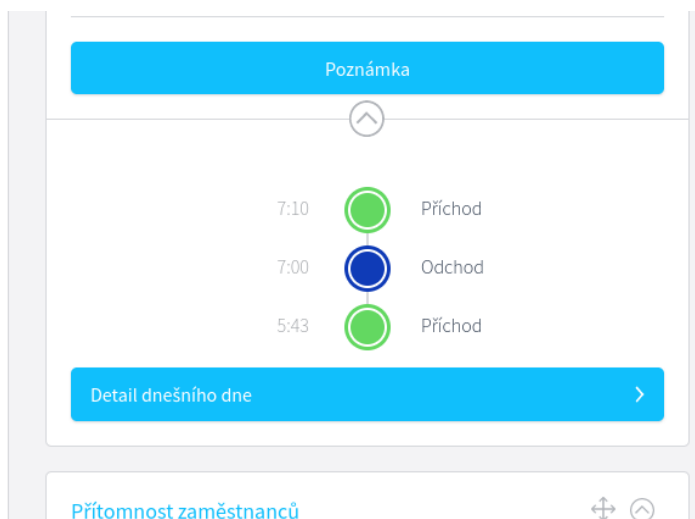 Poznámka
7:10 Příchod
7:00 Odchod
5:43 Příchod
Detail dnešního dne
Přítomnost zaměstnanců